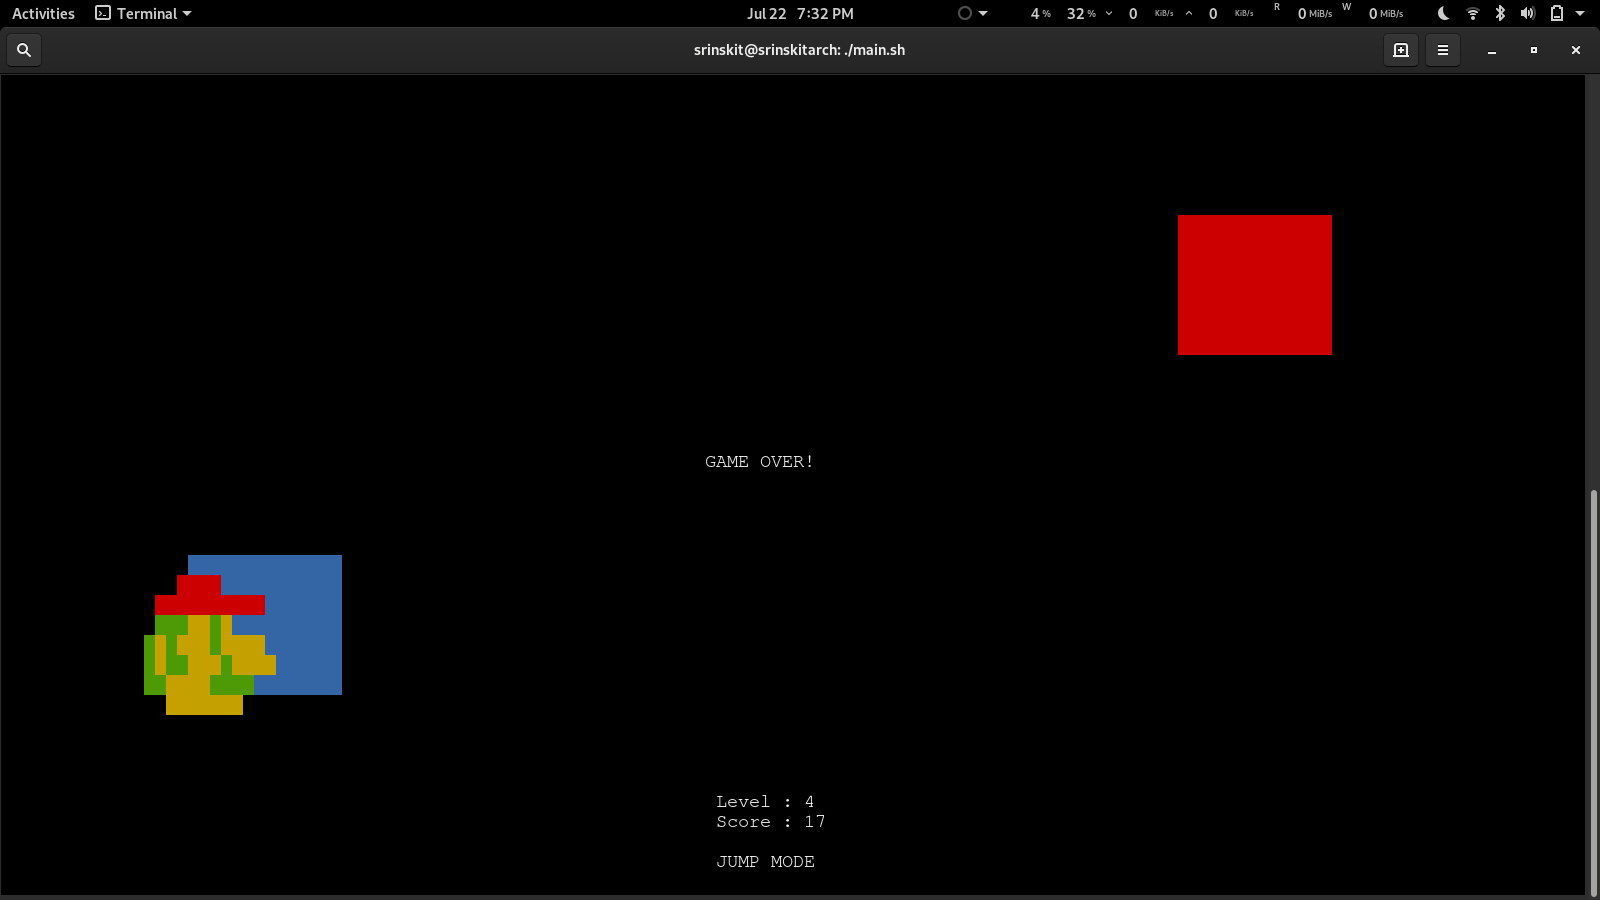 Activities Terminal Jul 22 7:32 PM 4 % 32 % 0 KiB/s 0 KiB/s R 0 MiB/s W 0 MiB/s
srinskit@srinskitarch: ./main.sh
GAME OVER!
Level : 4
Score : 17
JUMP MODE